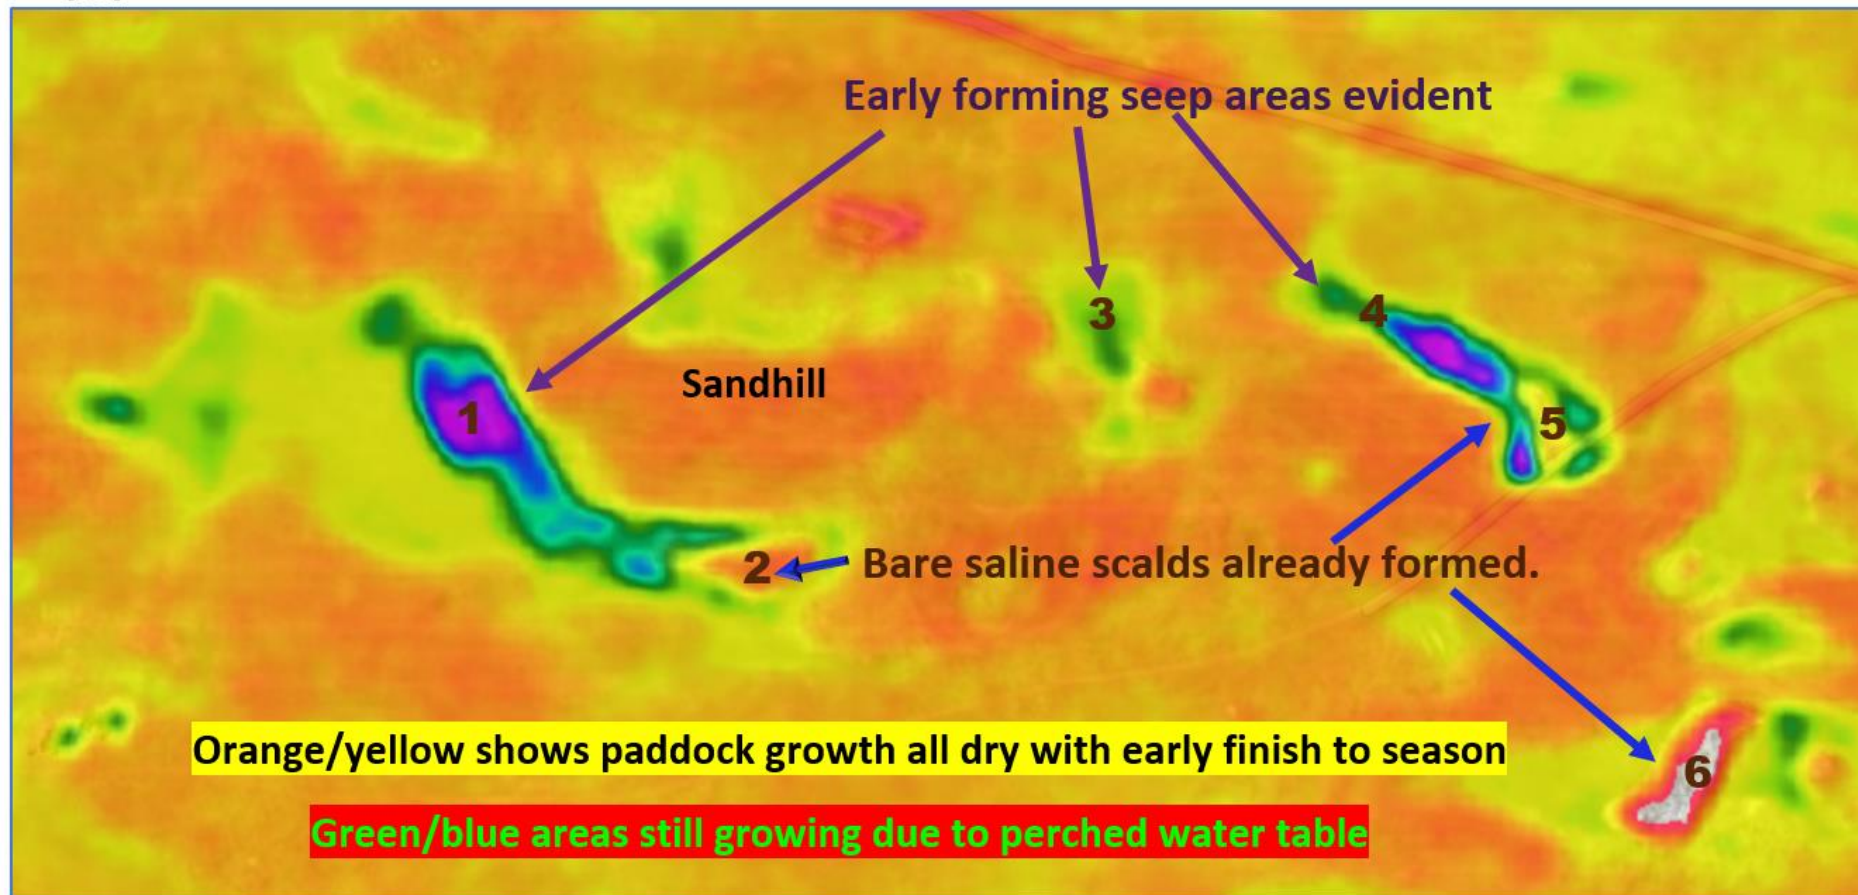 Early forming seep areas evident
3
4
Sandhill
1
5
2
Bare saline scalds already formed.
Orange/yellow shows paddock growth all dry with early finish to season
6
Green/blue areas still growing due to perched water table